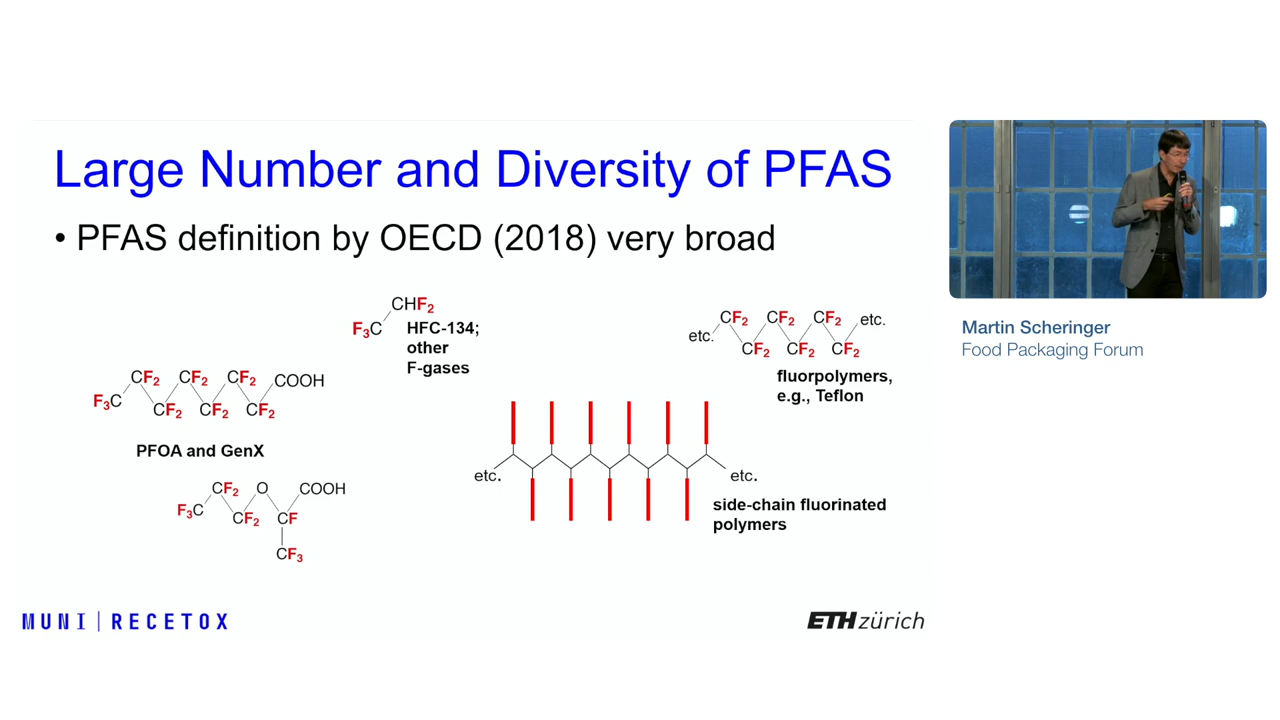 Large Number and Diversity of PFAS
• PFAS definition by OECD (2018) very broad
CHF2
F3C
HFC-134;
other
F-gases
CF2 CF2 CF2 etc.
etc.
CF2 CF2 CF2
fluorpolymers,
e.g., Teflon
CF2 CF2 CF2 COOH
F3C
CF2 CF2 CF2
PFOA and GenX
CF2 O COOH
F3C
CF2 CF
CF3
etc. etc.
side-chain fluorinated
polymers
MUNI | RECETOX
ETH zürich
Martin Scheringer
Food Packaging Forum